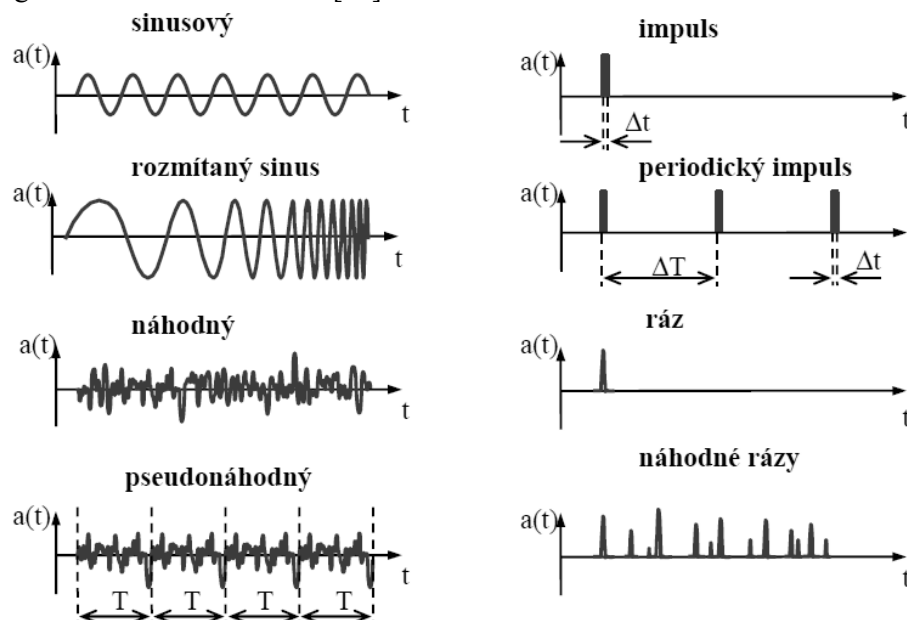 sinusový
a(t)
t
rozmítaný sinus
a(t)
t
náhodný
a(t)
t
pseudonáhodný
a(t)
t
T T T T
impuls
a(t)
t
Δt
periodický impuls
a(t)
t
ΔT
Δt
ráz
a(t)
t
náhodné rázy
a(t)
t